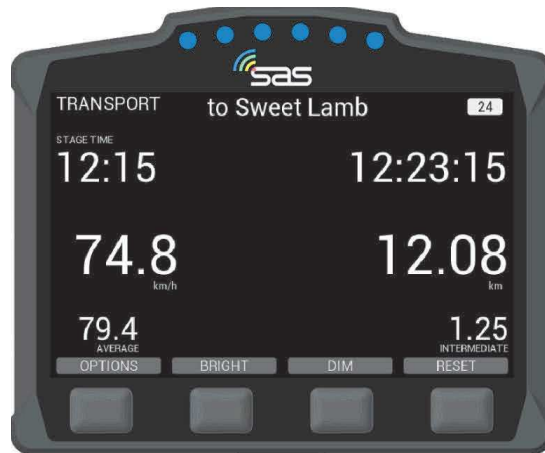 sas
TRANSPORT to Sweet Lamb 24
STAGE TIME
12:15 12:23:15
74.8 12.08
km/h km
79.4 1.25
AVERAGE INTERMEDIATE
OPTIONS BRIGHT DIM RESET